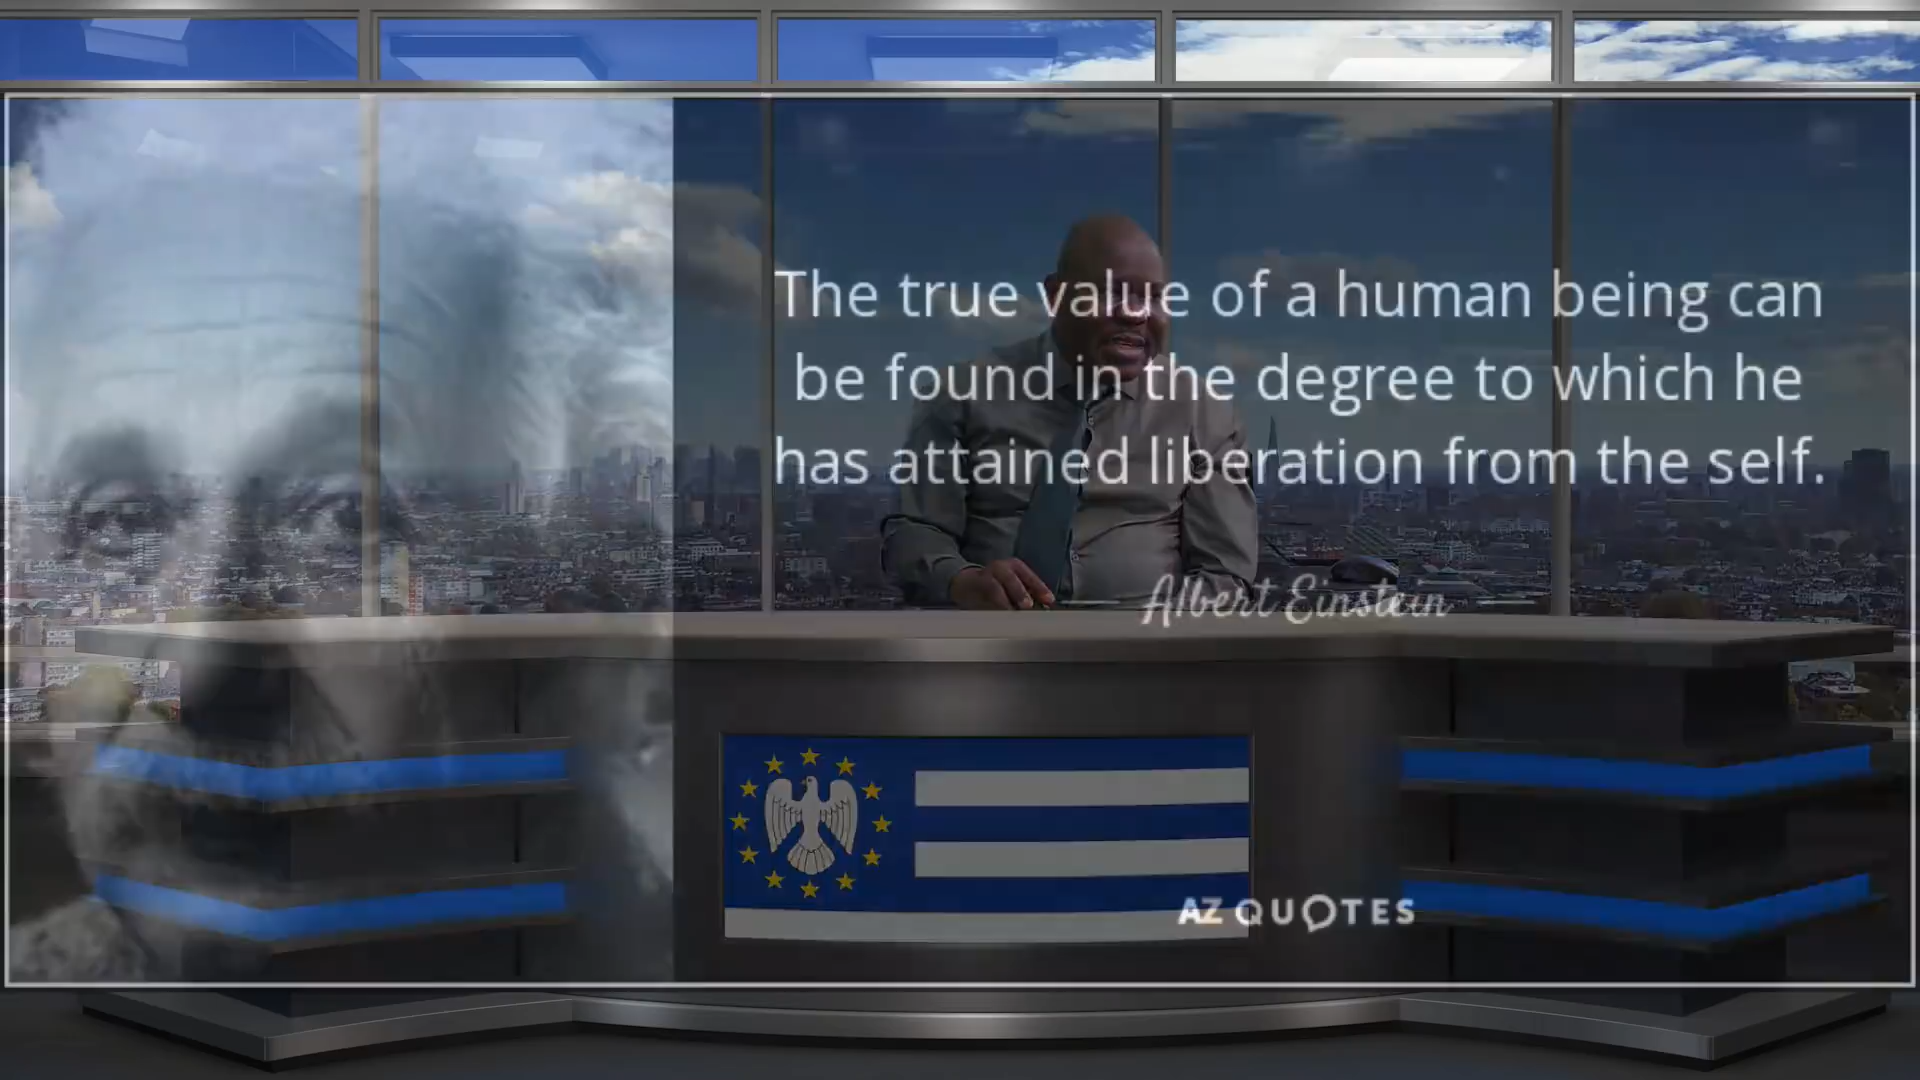 The true value of a human being can
be found in the degree to which he
has attained liberation from the self.
Albert Einstein
AZ QUOTES